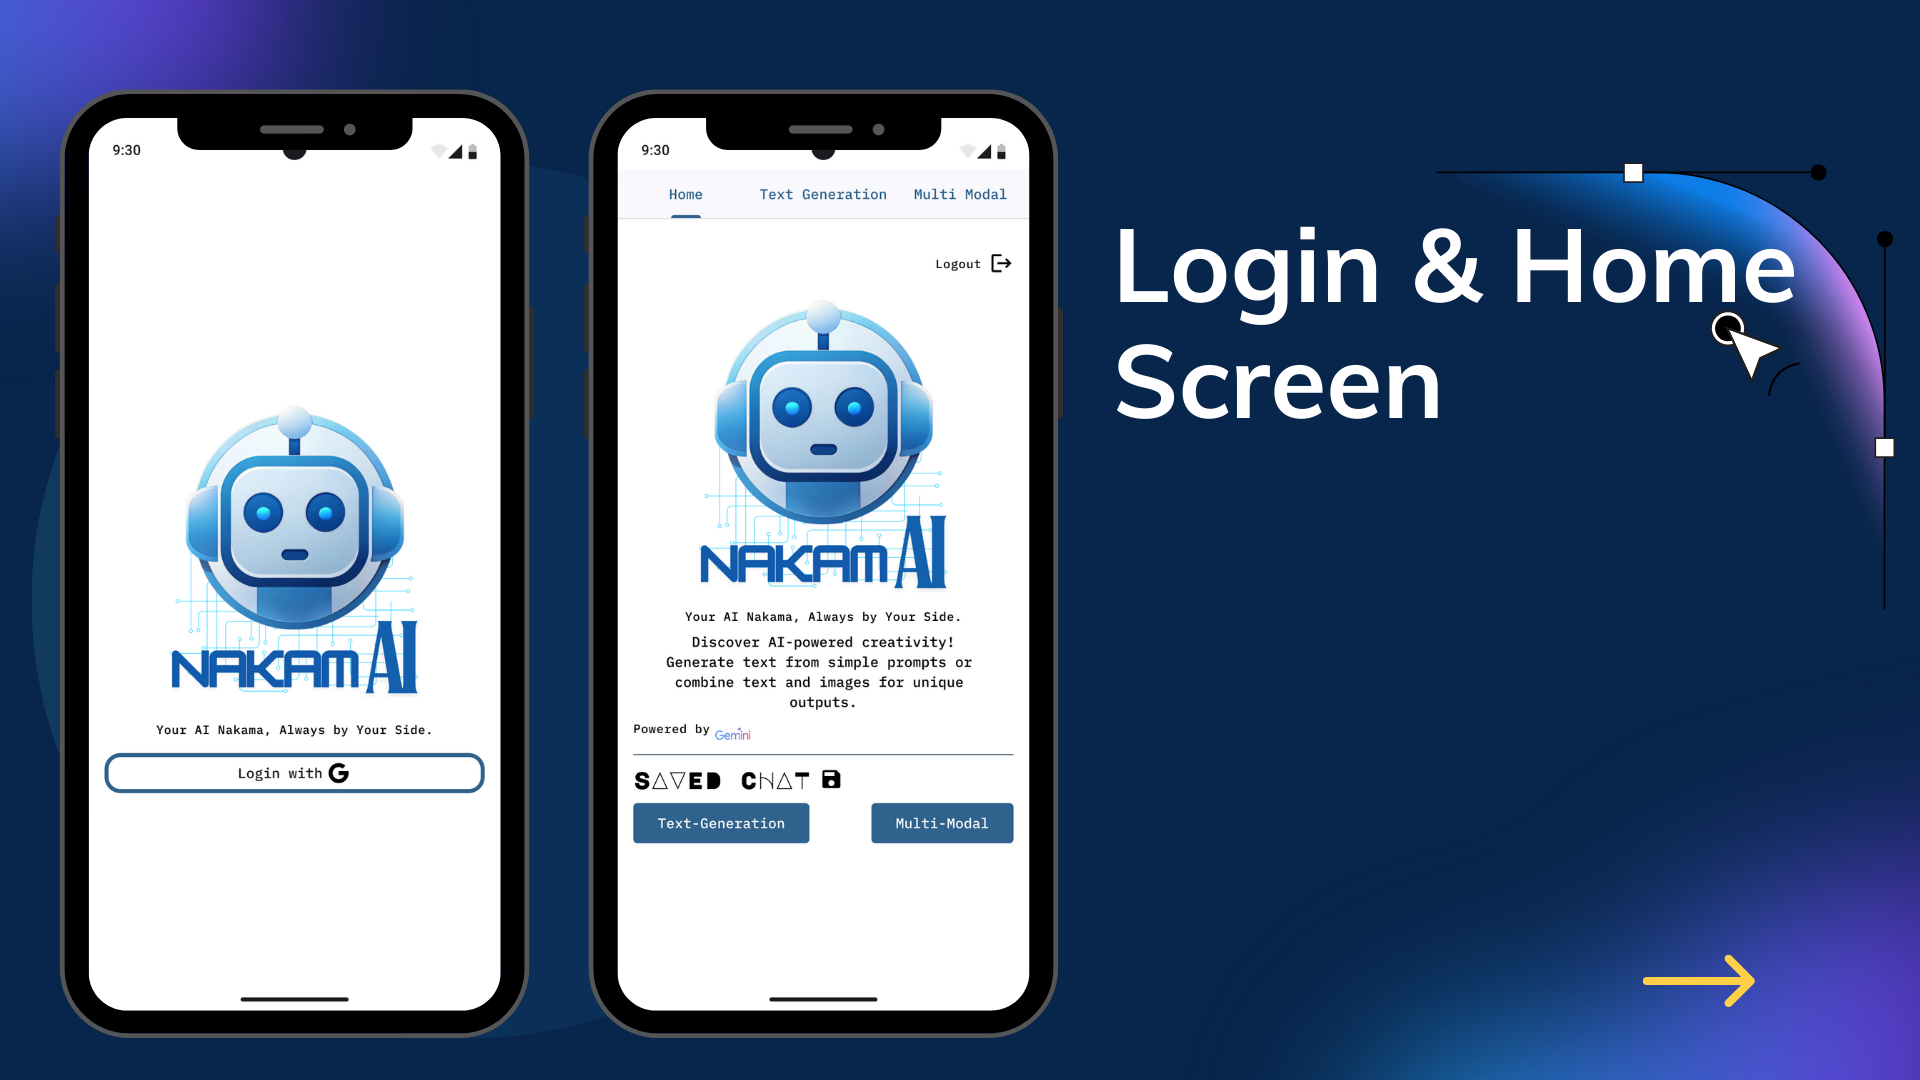 9:30
NAKAM AI
Your AI Nakama, Always by Your Side.
Login with G
9:30
Home Text Generation Multi Modal
Logout
NAKAM AI
Your AI Nakama, Always by Your Side.
Discover AI-powered creativity!
Generate text from simple prompts or
combine text and images for unique
outputs.
Powered by Gemini
SAVED CHAT
Text-Generation Multi-Modal
Login & Home
Screen